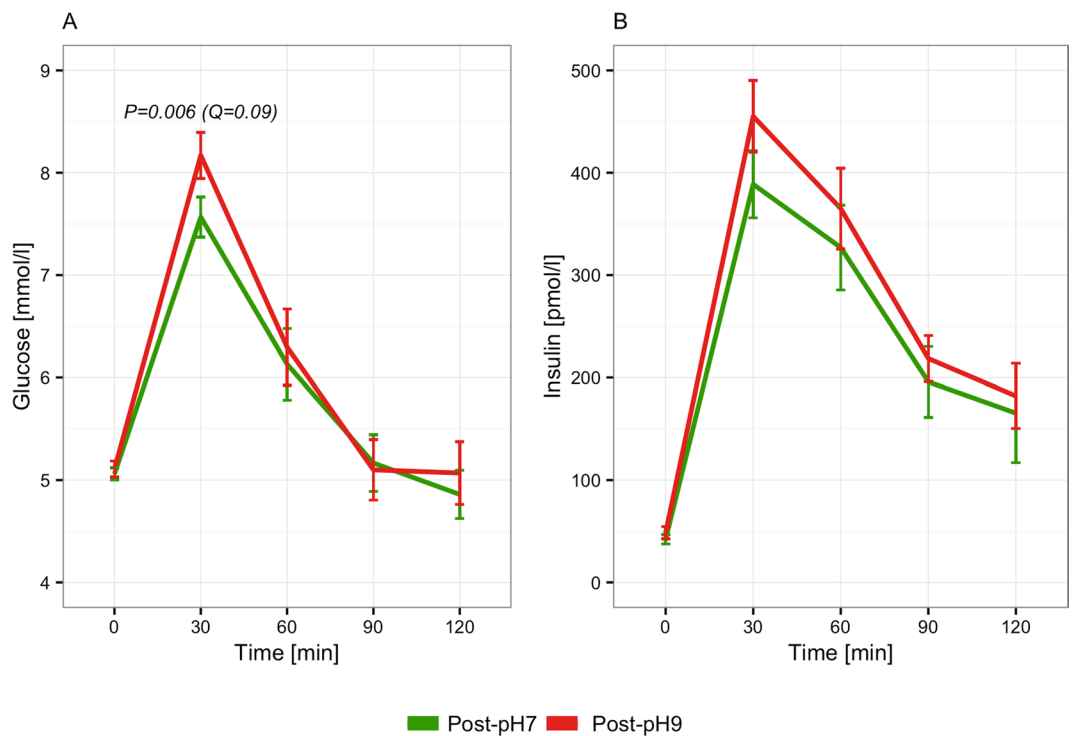 A
P=0.006 (Q=0.09)
Glucose [mmol/l]
9
8
7
6
5
4
0 30 60 90 120
Time [min]
B
Insulin [pmol/l]
500
400
300
200
100
0
0 30 60 90 120
Time [min]
Post-pH7 Post-pH9